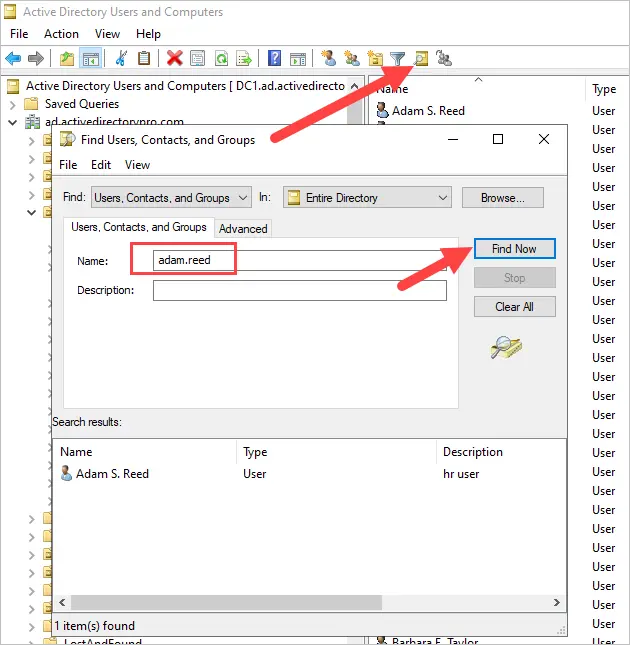 Active Directory Users and Computers
File Action View Help
Active Directory Users and Computers [ DC1.ad.activedirecto
Name Type
Saved Queries
Adam S. Reed User
ad.activedirectorypro.com
User
Find Users, Contacts, and Groups
User
File Edit View
User
Find: Users, Contacts, and Groups In: Entire Directory Browse...
User
Users, Contacts, and Groups Advanced
User
Name: adam.reed Find Now
User
Stop
User
Description:
User
Clear All
User
User
User
User
User
User
Search results:
User
User
Name Type Description
User
Adam S. Reed User hr user
User
User
User
User
User
User
User
User
1 item(s) found
User
LostAndFound Barbara F. Taylor User